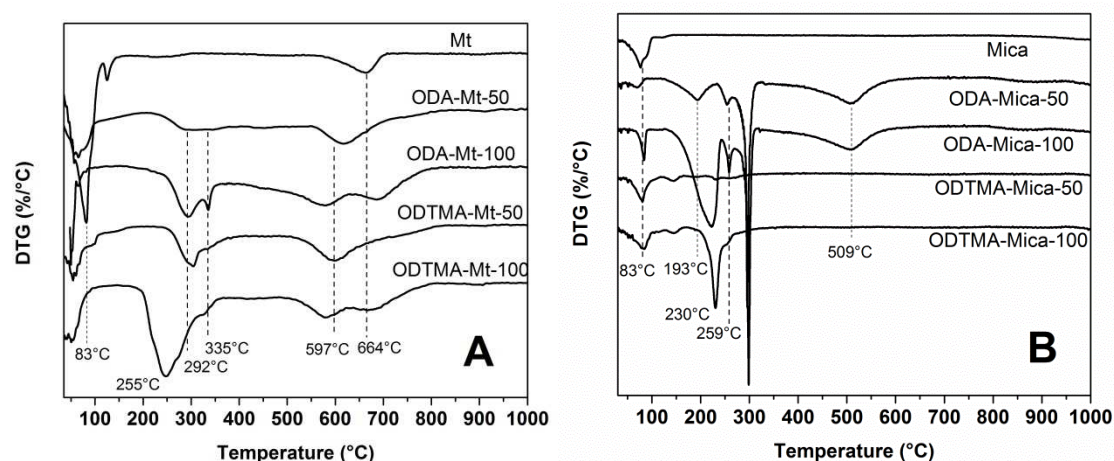 Mt
ODA-Mt-50
ODA-Mt-100
ODTMA-Mt-50
ODTMA-Mt-100
83°C
255°C
292°C
335°C
597°C
664°C
A
DTG (%/°C)
100 200 300 400 500 600 700 800 900 1000
Temperature (°C)
Mica
ODA-Mica-50
ODA-Mica-100
ODTMA-Mica-50
ODTMA-Mica-100
83°C
193°C
230°C
259°C
509°C
B
DTG (%/°C)
100 200 300 400 500 600 700 800 900 1000
Temperature (°C)